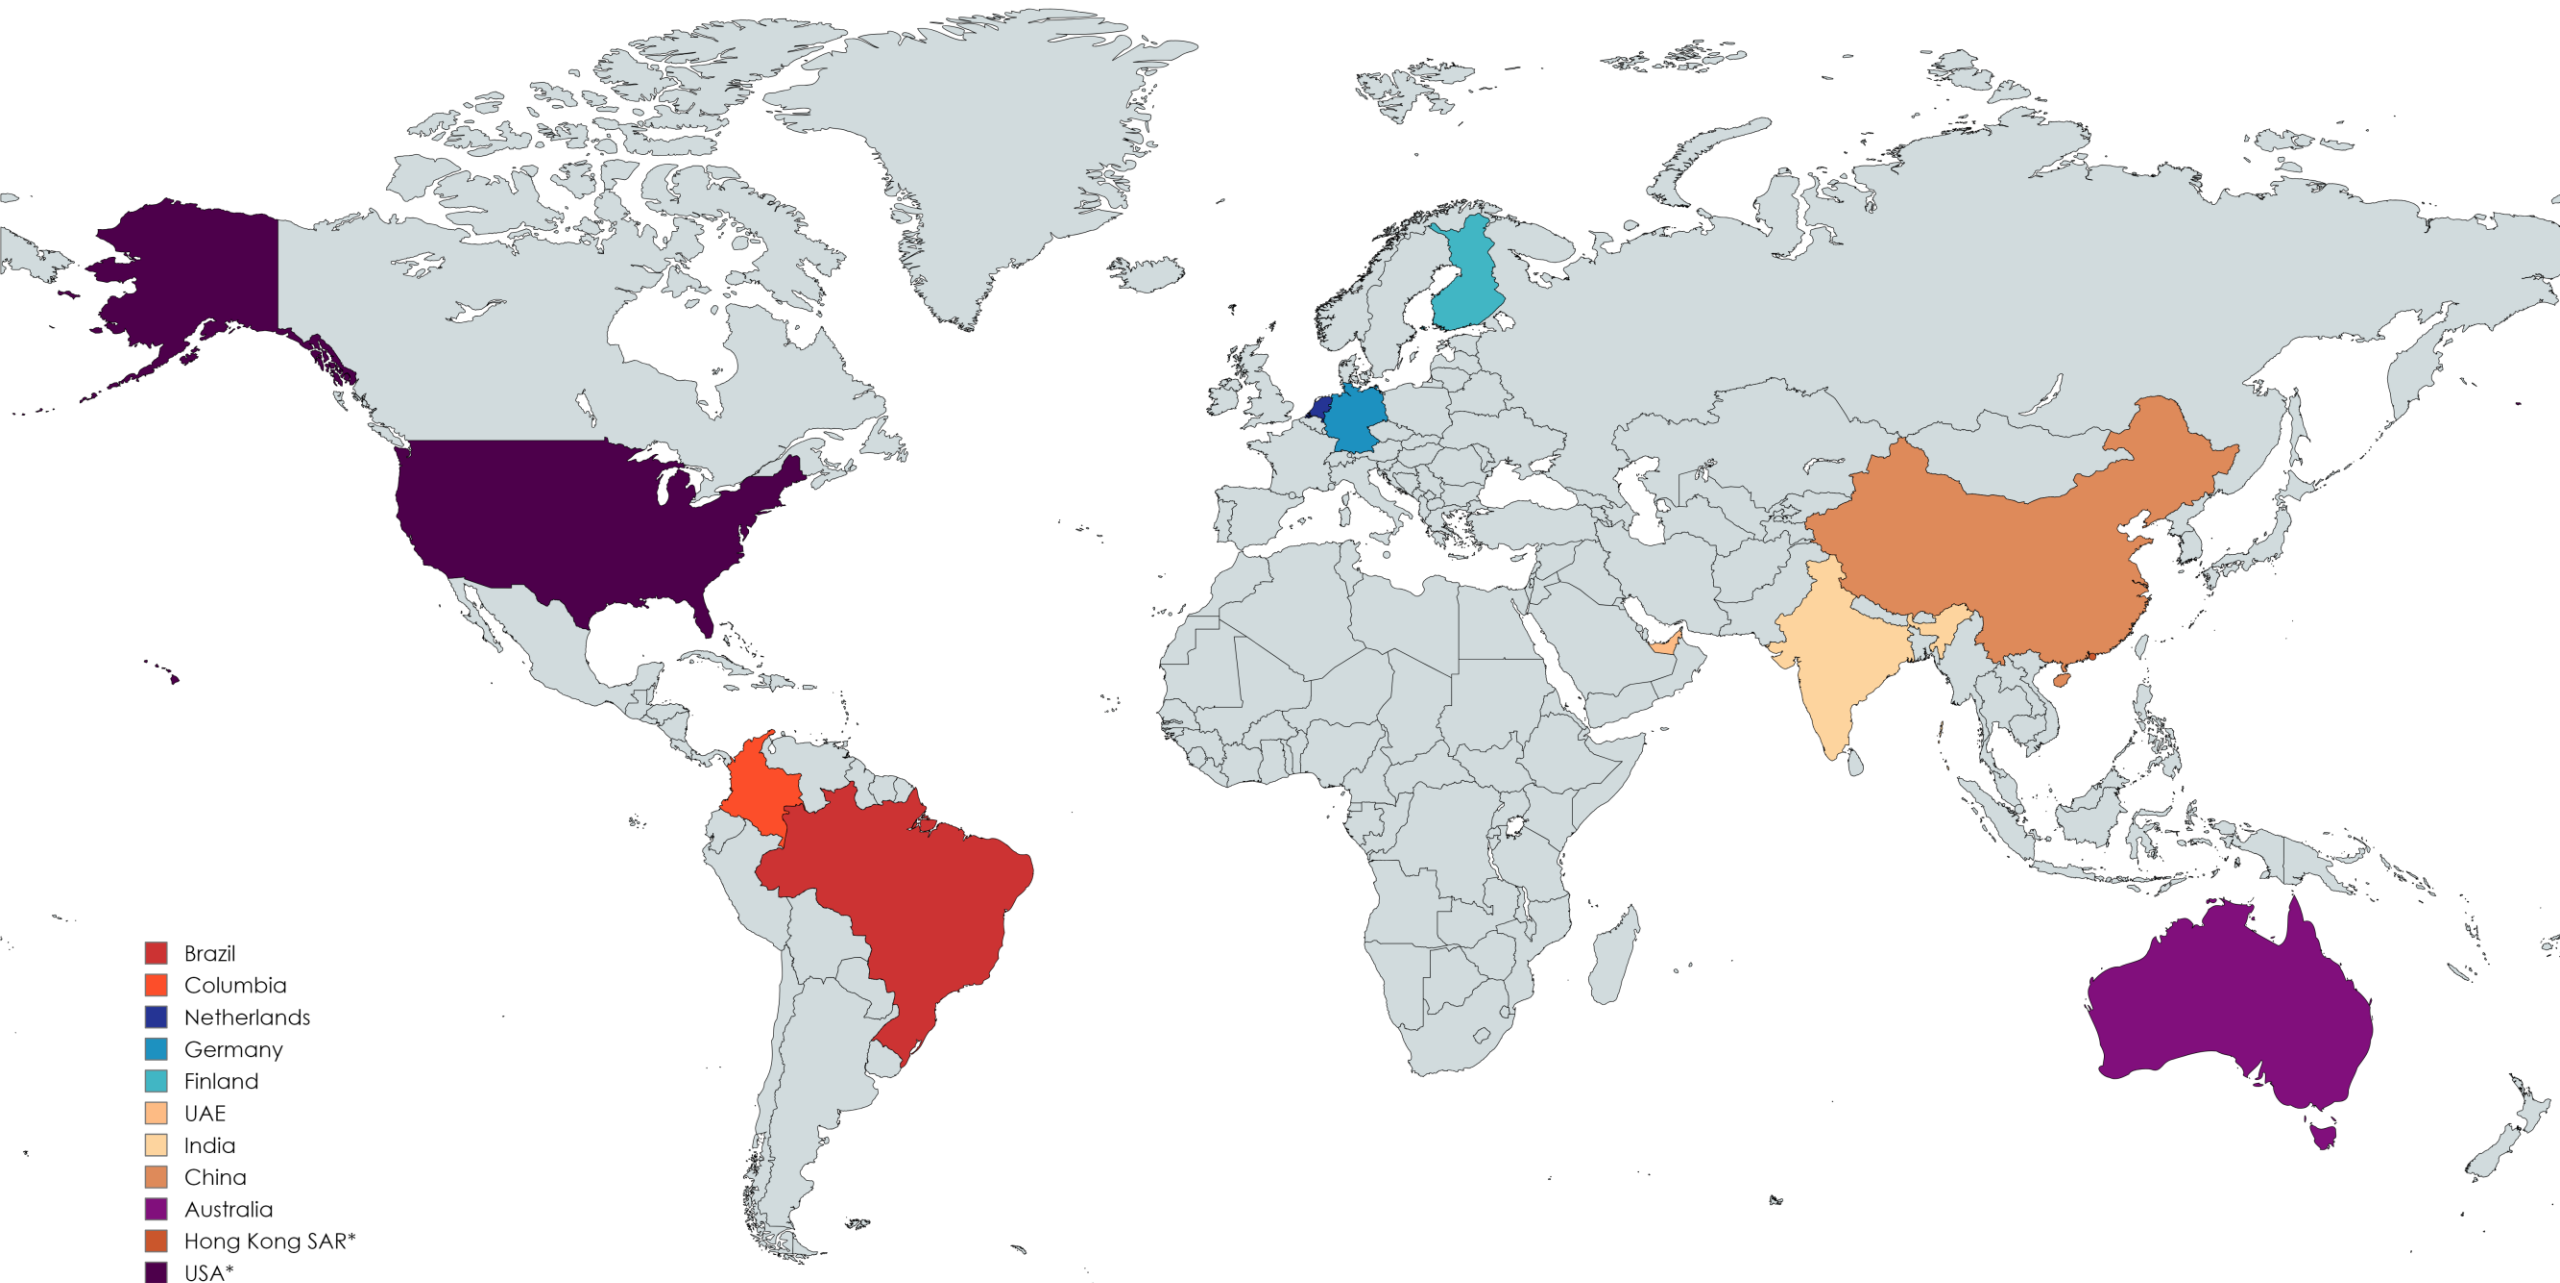 Brazil
Columbia
Netherlands
Germany
Finland
UAE
India
China
Australia
Hong Kong SAR*
USA*